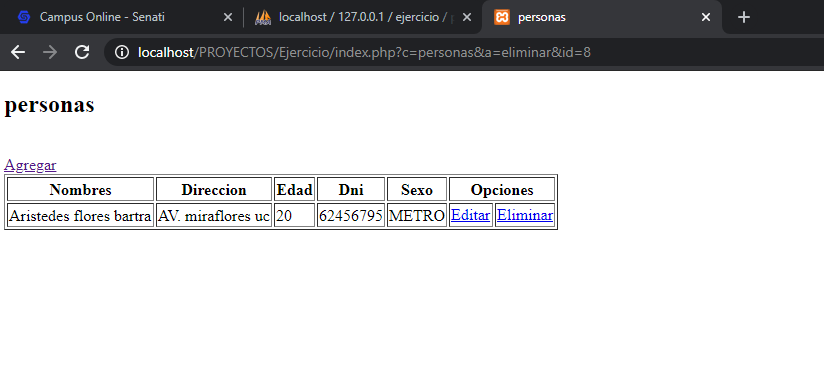 Campus Online - Senati
localhost / 127.0.0.1 / ejercicio /
personas
localhost/PROYECTOS/Ejercicio/index.php?c=personas&a=eliminar&id=8
personas
Agregar
Nombres Direccion Edad Dni Sexo Opciones
Aristedes flores bartra AV. miraflores uc 20 62456795 METRO Editar Eliminar